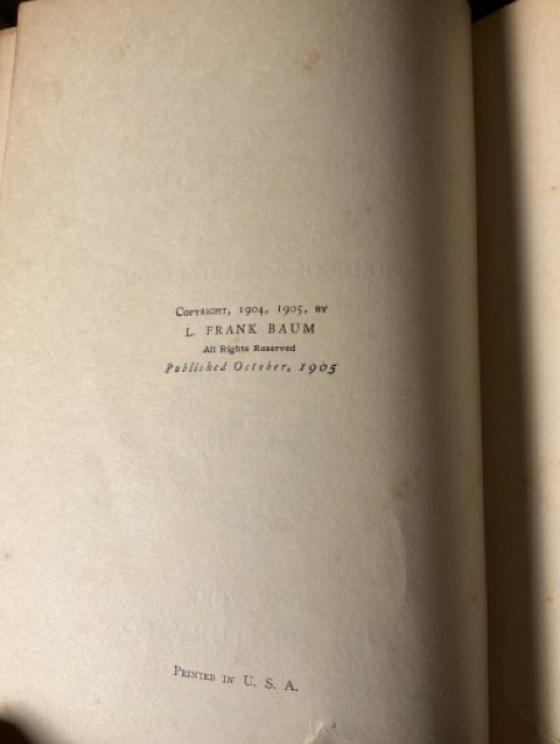 Copyright, 1904, 1905, by
L. FRANK BAUM
All Rights Reserved
Published October, 1905
Printed in U. S. A.